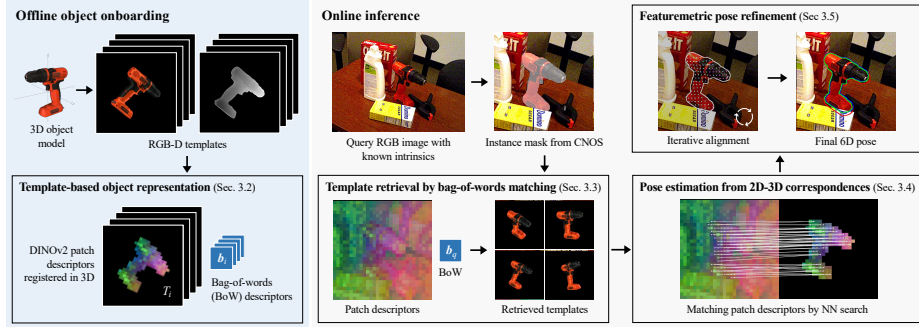 Offline object onboarding
3D object
model
RGB-D templates
Template-based object representation (Sec. 3.2)
DINOv2 patch
descriptors
registered in 3D
T_i
b_i
Bag-of-words
(BoW) descriptors
Online inference
Query RGB image with
known intrinsics
Instance mask from CNOS
Template retrieval by bag-of-words matching (Sec. 3.3)
Patch descriptors
b_q
BoW
Retrieved templates
Featuremetric pose refinement (Sec 3.5)
Iterative alignment
Final 6D pose
Pose estimation from 2D-3D correspondences (Sec. 3.4)
Matching patch descriptors by NN search